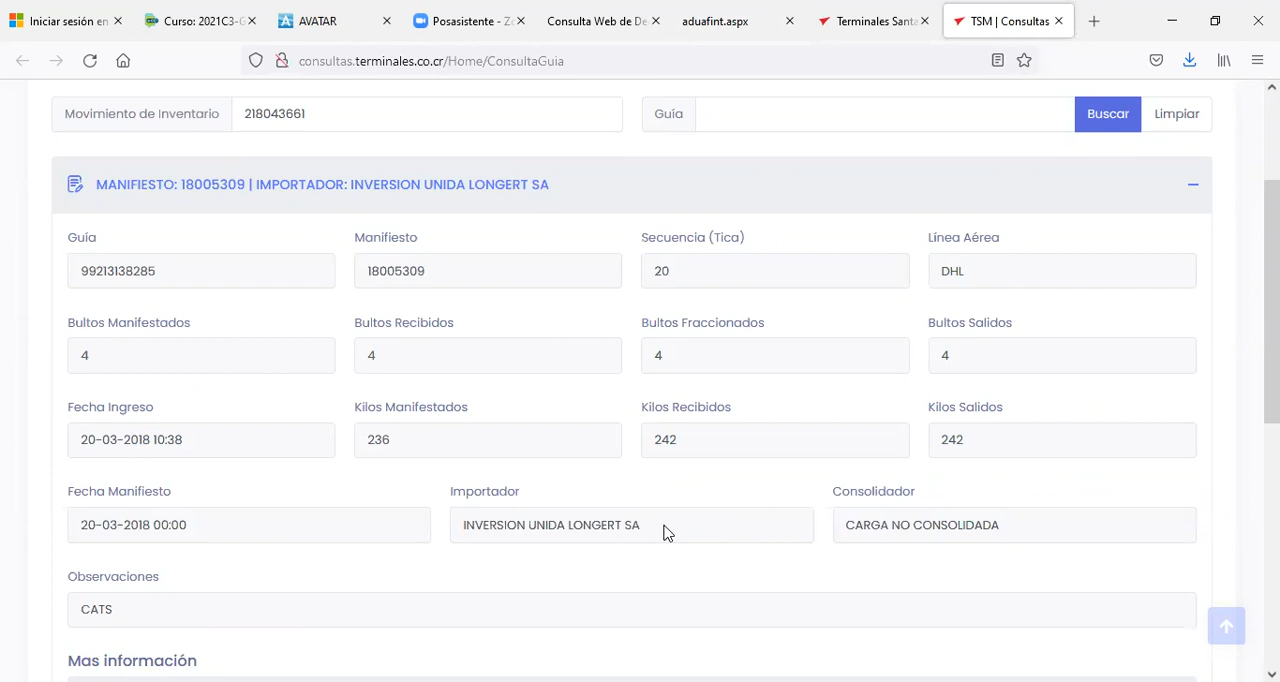 Iniciar sesión en
Curso: 2021C3-G
AVATAR
Posasistente - Zo
Consulta Web de De
aduafint.aspx
Terminales Santa
TSM | Consultas
consultas.terminales.co.cr/Home/ConsultaGuia
Movimiento de Inventario 218043661 Guía Buscar Limpiar
MANIFIESTO: 18005309 | IMPORTADOR: INVERSION UNIDA LONGERT SA
Guía Manifiesto Secuencia (Tica) Línea Aérea
99213138285 18005309 20 DHL
Bultos Manifestados Bultos Recibidos Bultos Fraccionados Bultos Salidos
4 4 4 4
Fecha Ingreso Kilos Manifestados Kilos Recibidos Kilos Salidos
20-03-2018 10:38 236 242 242
Fecha Manifiesto Importador Consolidador
20-03-2018 00:00 INVERSION UNIDA LONGERT SA CARGA NO CONSOLIDADA
Observaciones
CATS
Mas información